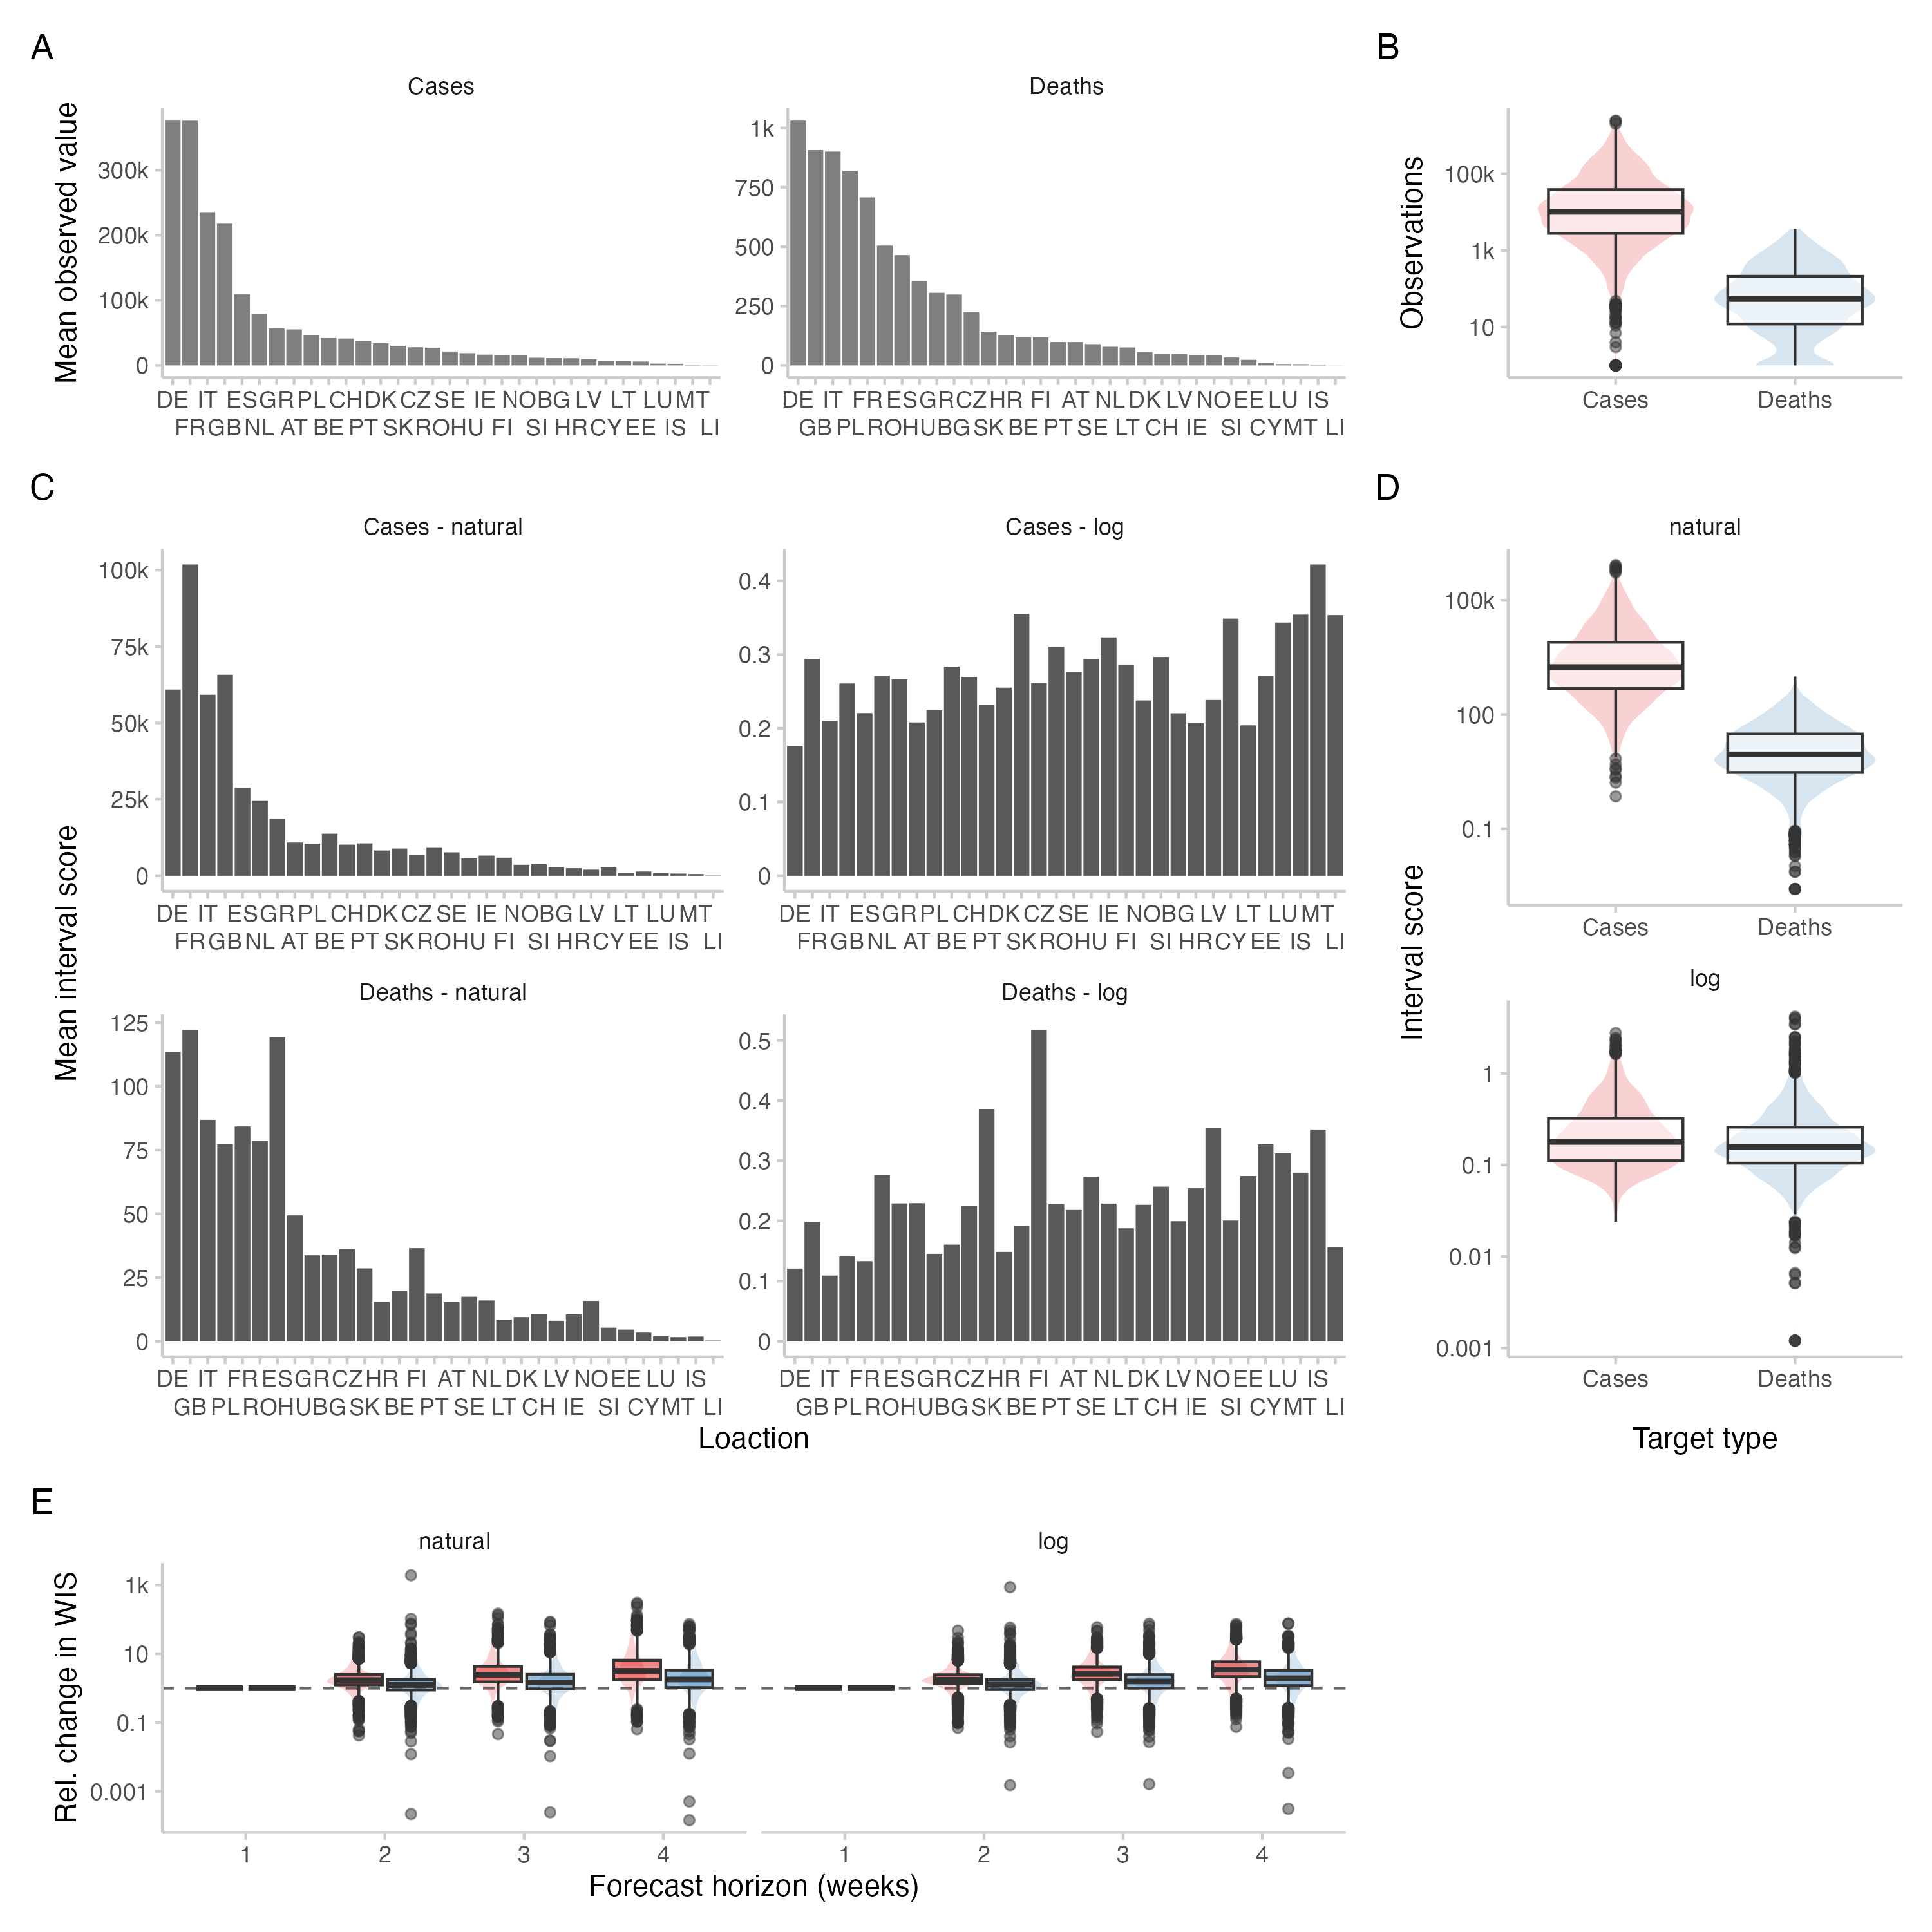 A
Cases
Deaths
Mean observed value
300k
200k
100k
0
1k
750
500
250
0
DE IT ES GR PL CH DK CZ SE IE NO BG LV LT LU MT
FR GB NL AT BE PT SK RO HU FI SI HR CY EE IS LI
DE IT FR ES GR CZ HR FI AT NL DK LV NO EE LU IS
GB PL RO HU BG SK BE PT SE LT CH IE SI CY MT LI
B
Observations
100k
1k
10
Cases Deaths
C
Mean interval score
Cases - natural
100k
75k
50k
25k
0
DE IT ES GR PL CH DK CZ SE IE NO BG LV LT LU MT
FR GB NL AT BE PT SK RO HU FI SI HR CY EE IS LI
Cases - log
0.4
0.3
0.2
0.1
0
DE IT ES GR PL CH DK CZ SE IE NO BG LV LT LU MT
FR GB NL AT BE PT SK RO HU FI SI HR CY EE IS LI
Deaths - natural
125
100
75
50
25
0
DE IT FR ES GR CZ HR FI AT NL DK LV NO EE LU IS
GB PL RO HU BG SK BE PT SE LT CH IE SI CY MT LI
Deaths - log
0.5
0.4
0.3
0.2
0.1
0
DE IT FR ES GR CZ HR FI AT NL DK LV NO EE LU IS
GB PL RO HU BG SK BE PT SE LT CH IE SI CY MT LI
Loaction
D
Interval score
natural
100k
100
0.1
Cases Deaths
log
1
0.1
0.01
0.001
Cases Deaths
Target type
E
Rel. change in WIS
natural
log
1k
10
0.1
0.001
1 2 3 4
1 2 3 4
Forecast horizon (weeks)